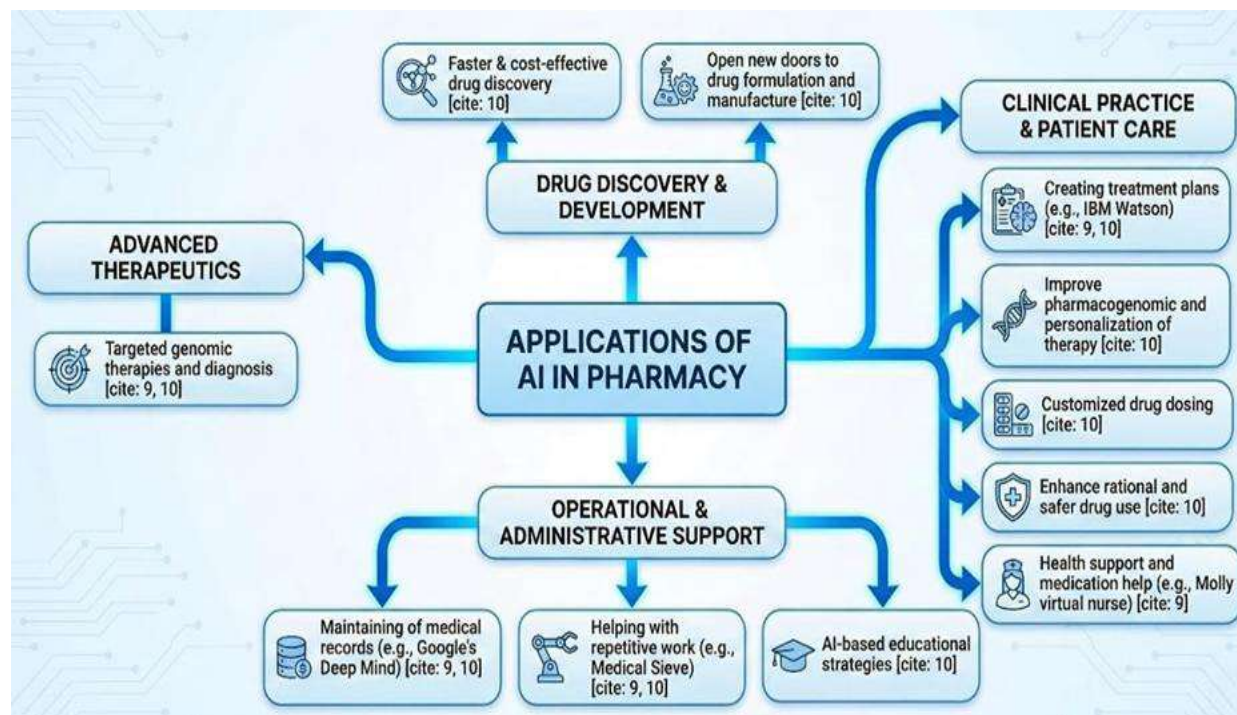 Faster & cost-effective
drug discovery
[cite: 10]
Open new doors to
drug formulation and
manufacture [cite: 10]
DRUG DISCOVERY &
DEVELOPMENT
CLINICAL PRACTICE
& PATIENT CARE
Creating treatment plans
(e.g., IBM Watson)
[cite: 9, 10]
Improve
pharmacogenomic and
personalization of
therapy [cite: 10]
Customized drug dosing
[cite: 10]
Enhance rational and
safer drug use [cite: 10]
Health support and
medication help (e.g., Molly
virtual nurse) [cite: 9]
ADVANCED
THERAPEUTICS
Targeted genomic
therapies and diagnosis
[cite: 9, 10]
APPLICATIONS OF
AI IN PHARMACY
OPERATIONAL &
ADMINISTRATIVE SUPPORT
Maintaining of medical
records (e.g., Google's
Deep Mind) [cite: 9, 10]
Helping with
repetitive work (e.g.,
Medical Sieve)
[cite: 9, 10]
AI-based educational
strategies [cite: 10]